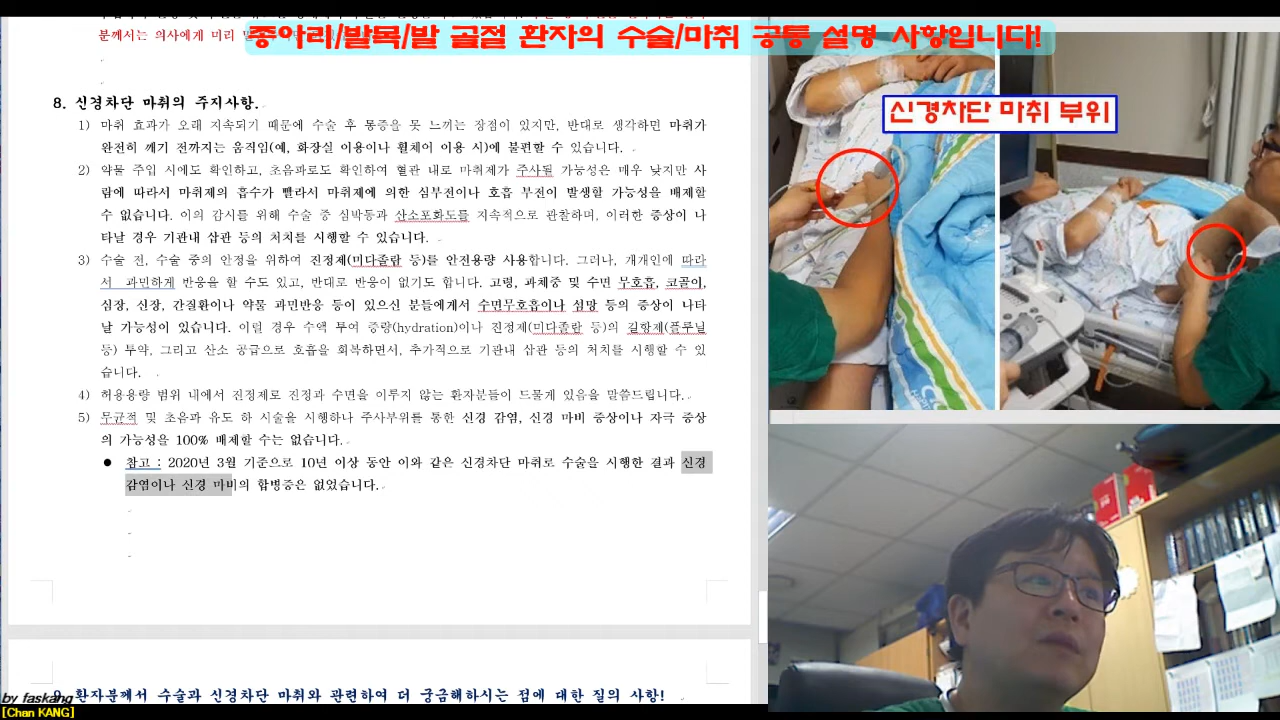 종아리/발목/발 골절 환자의 수술/마취 공통 설명 사항입니다!
분께서는 의사에게 미리
8. 신경차단 마취의 주지사항.
1) 마취 효과가 오래 지속되기 때문에 수술 후 통증을 못 느끼는 장점이 있지만, 반대로 생각하면 마취가
완전히 깨기 전까지는 움직임(예, 화장실 이용이나 휠체어 이용 시)에 불편할 수 있습니다.
2) 약물 주입 시에도 확인하고, 초음파로도 확인하여 혈관 내로 마취제가 주사될 가능성은 매우 낮지만 사
람에 따라서 마취제의 흡수가 빨라서 마취제에 의한 심부전이나 호흡 부전이 발생할 가능성을 배제할
수 없습니다. 이의 감시를 위해 수술 중 심박동과 산소포화도를 지속적으로 관찰하며, 이러한 증상이 나
타날 경우 기관내 삽관 등의 처치를 시행할 수 있습니다.
3) 수술 전, 수술 중의 안정을 위하여 진정제(미다졸람 등)를 안전용량 사용합니다. 그러나, 개개인에 따라
서 과민하게 반응을 할 수도 있고, 반대로 반응이 없기도 합니다. 고령, 과체중 및 수면 무호흡, 코골이,
심장, 신장, 간질환이나 약물 과민반응 등이 있으신 분들에게서 수면무호흡이나 섬망 등의 증상이 나타
날 가능성이 있습니다. 이럴 경우 수액 투여 증량(hydration)이나 진정제(미다졸람 등)의 길항제(플루닐
등) 투약, 그리고 산소 공급으로 호흡을 회복하면서, 추가적으로 기관내 삽관 등의 처치를 시행할 수 있
습니다.
4) 허용용량 범위 내에서 진정제로 진정과 수면을 이루지 않는 환자분들이 드물게 있음을 말씀드립니다.
5) 무균적 및 초음파 유도 하 시술을 시행하나 주사부위를 통한 신경 감염, 신경 마비 증상이나 자극 증상
의 가능성을 100% 배제할 수는 없습니다.
● 참고 : 2020년 3월 기준으로 10년 이상 동안 이와 같은 신경차단 마취로 수술을 시행한 결과 신경
감염이나 신경 마비의 합병증은 없었습니다.
9. 환자분께서 수술과 신경차단 마취와 관련하여 더 궁금해하시는 점에 대한 질의 사항!
신경차단 마취 부위
by faskang
[Chan KANG]